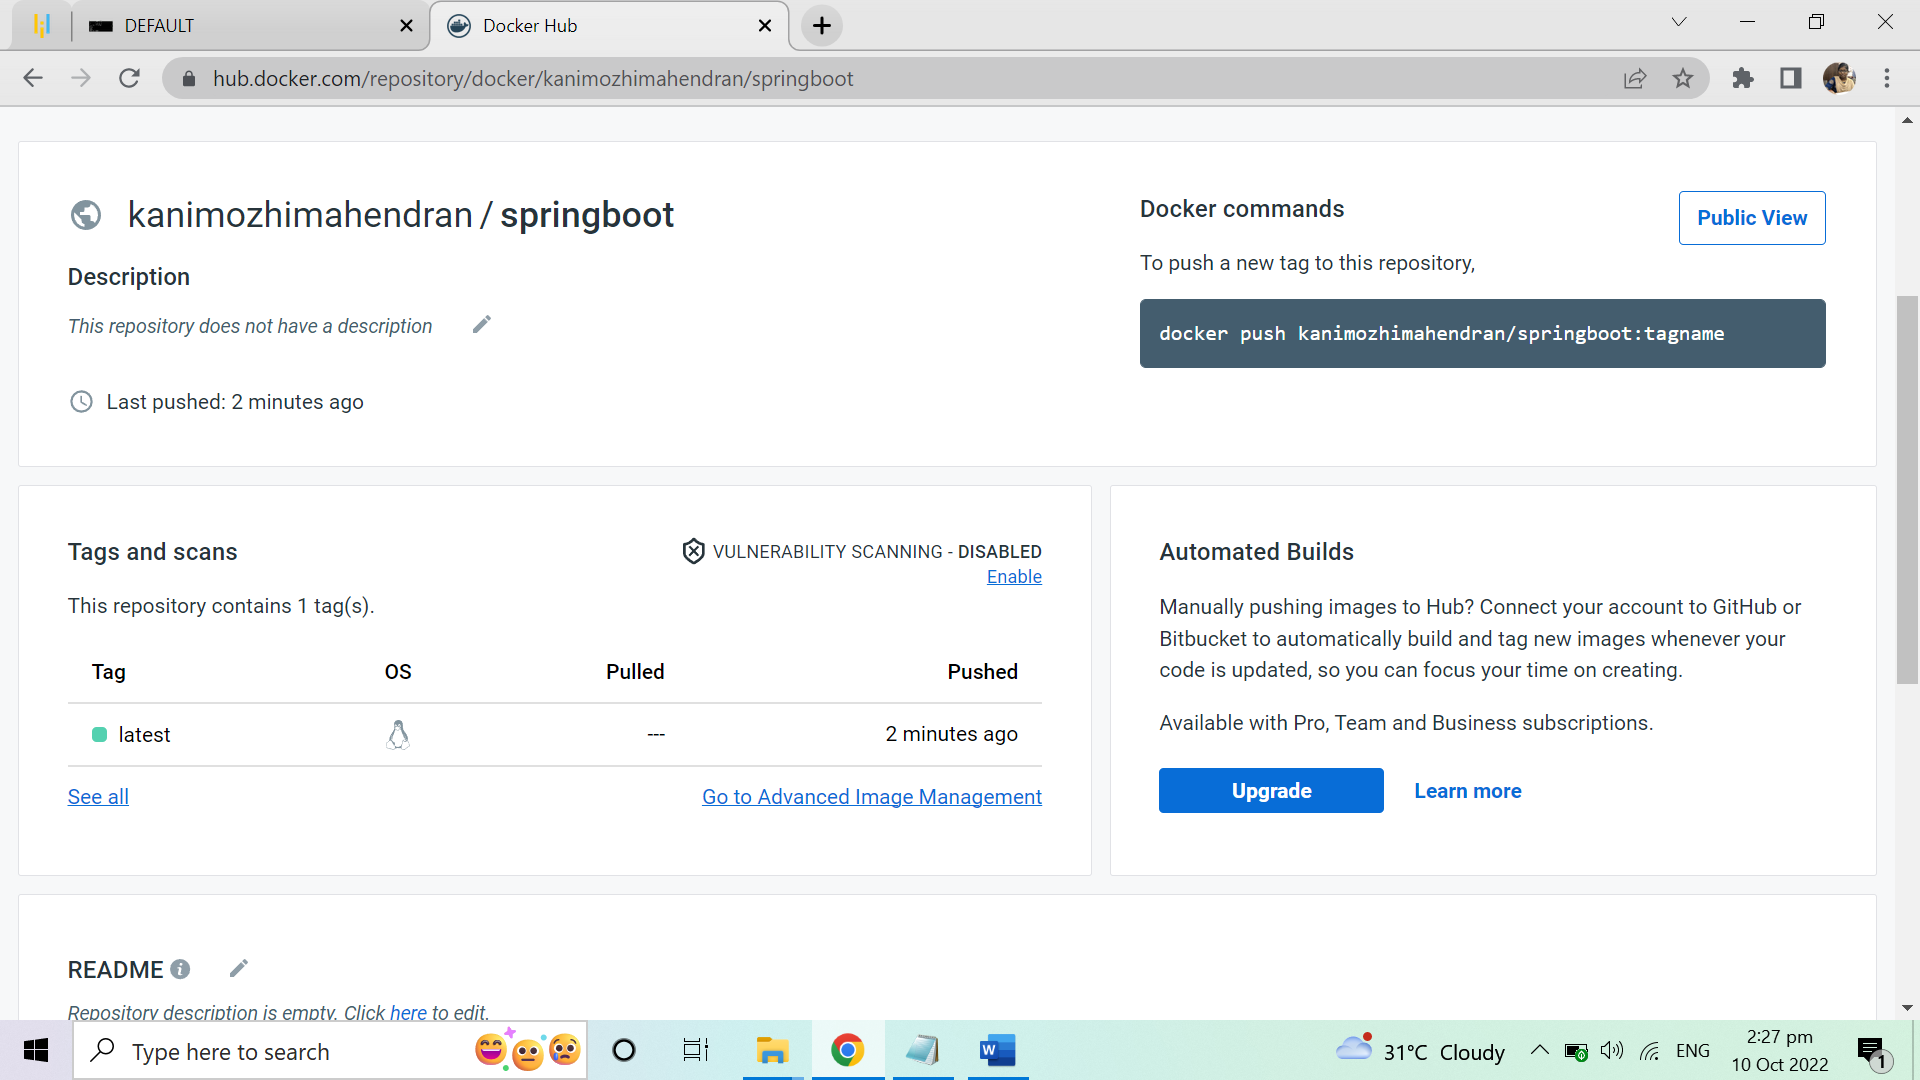 DEFAULT
Docker Hub
hub.docker.com/repository/docker/kanimozhimahendran/springboot
kanimozhimahendran / springboot
Description
This repository does not have a description
Last pushed: 2 minutes ago
Docker commands
Public View
To push a new tag to this repository,
docker push kanimozhimahendran/springboot:tagname
Tags and scans
VULNERABILITY SCANNING - DISABLED
Enable
This repository contains 1 tag(s).
Tag OS Pulled Pushed
latest --- 2 minutes ago
See all
Go to Advanced Image Management
Automated Builds
Manually pushing images to Hub? Connect your account to GitHub or
Bitbucket to automatically build and tag new images whenever your
code is updated, so you can focus your time on creating.
Available with Pro, Team and Business subscriptions.
Upgrade
Learn more
README
Repository description is empty. Click here to edit.
Type here to search
W
31°C Cloudy
ENG
2:27 pm
10 Oct 2022
1